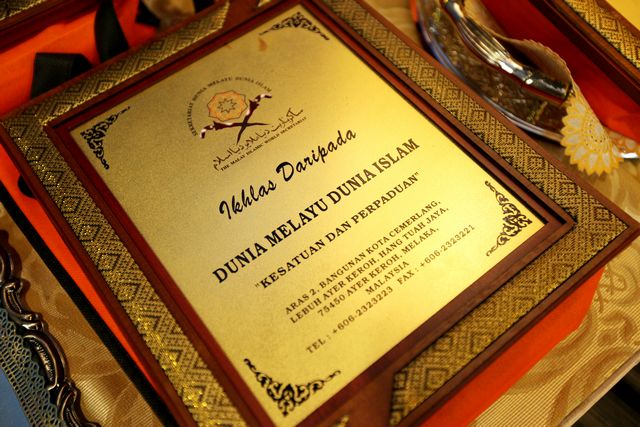 SEKRETARIAT DUNIA MELAYU DUNIA ISLAM
THE MALAY ISLAMIC WORLD SECRETARIAT
Ikhlas Daripada
DUNIA MELAYU DUNIA ISLAM
"KESATUAN DAN PERPADUAN"
ARAS 2, BANGUNAN KOTA CEMERLANG,
LEBUH AYER KEROH, HANG TUAH JAYA,
75450 AYER KEROH, MELAKA,
MALAYSIA
TEL : +606-2323223 FAX : +606-2323221